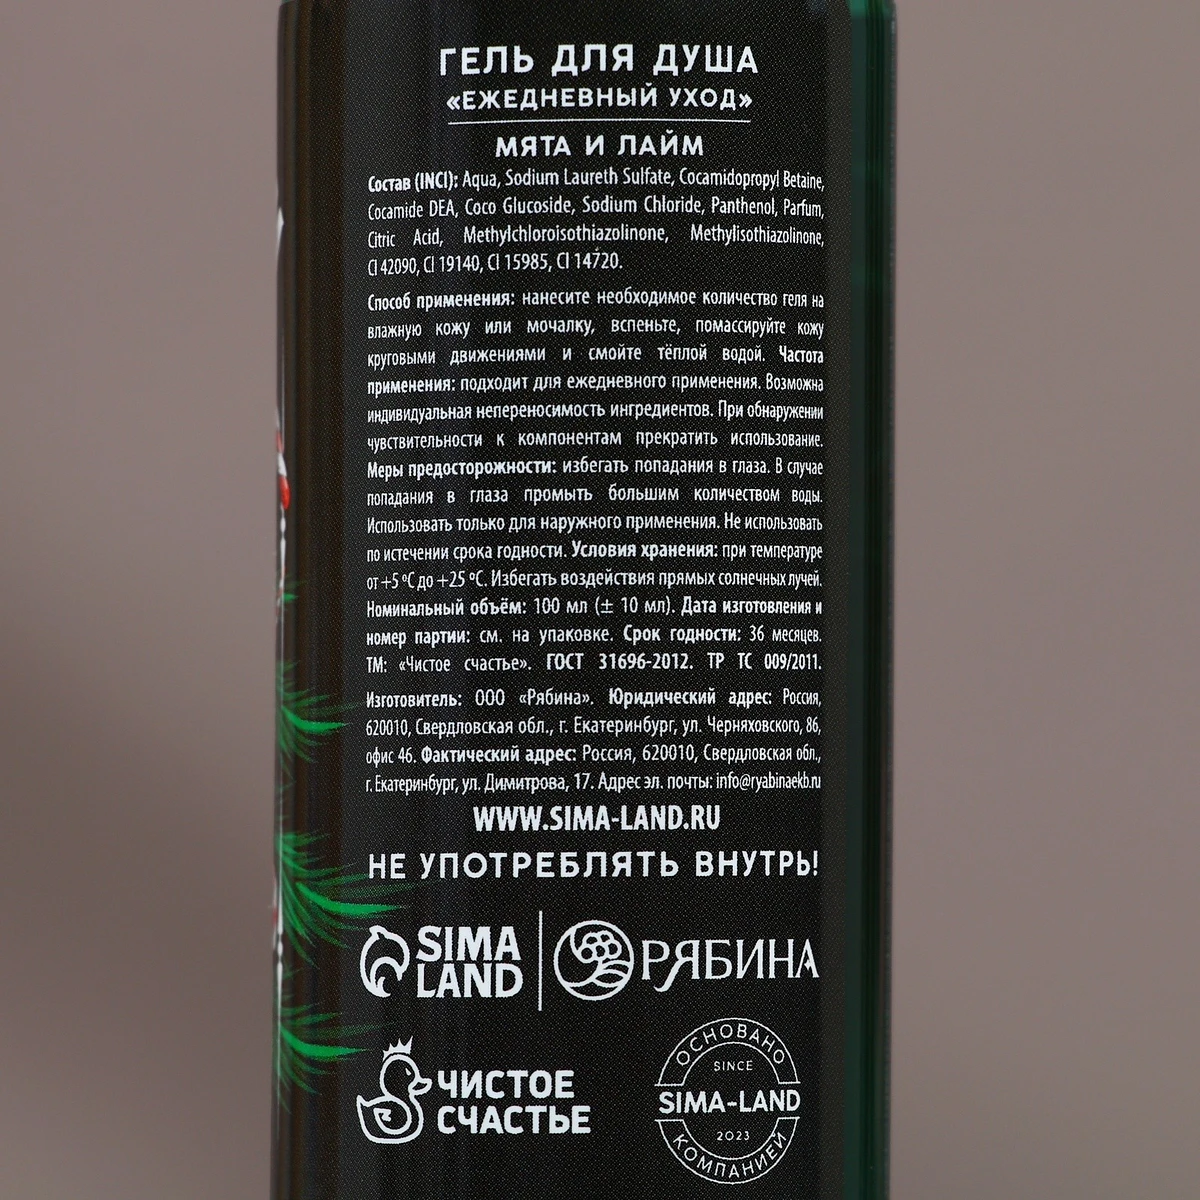 ГЕЛЬ ДЛЯ ДУША
«ЕЖЕДНЕВНЫЙ УХОД»
МЯТА И ЛАЙМ
Состав (INCI): Aqua, Sodium Laureth Sulfate, Cocamidopropyl Betaine,
Cocamide DEA, Coco Glucoside, Sodium Chloride, Panthenol, Parfum,
Citric Acid, Methylchloroisothiazolinone, Methylisothiazolinone,
CI 42090, CI 19140, CI 15985, CI 14720.
Способ применения: нанесите необходимое количество геля на
влажную кожу или мочалку, вспеньте, помассируйте кожу
круговыми движениями и смойте тёплой водой. Частота
применения: подходит для ежедневного применения. Возможна
индивидуальная непереносимость ингредиентов. При обнаружении
чувствительности к компонентам прекратить использование.
Меры предосторожности: избегать попадания в глаза. В случае
попадания в глаза промыть большим количеством воды.
Использовать только для наружного применения. Не использовать
по истечении срока годности. Условия хранения: при температуре
от +5 ºC до +25 ºC. Избегать воздействия прямых солнечных лучей.
Номинальный объём: 100 мл (± 10 мл). Дата изготовления и
номер партии: см. на упаковке. Срок годности: 36 месяцев.
ТМ: «Чистое счастье». ГОСТ 31696-2012. ТР ТС 009/2011.
Изготовитель: ООО «Рябина». Юридический адрес: Россия,
620010, Свердловская обл., г. Екатеринбург, ул. Черняховского, 86,
офис 46. Фактический адрес: Россия, 620010, Свердловская обл.,
г. Екатеринбург, ул. Димитрова, 17. Адрес эл. почты: info@ryabinaekb.ru
WWW.SIMA-LAND.RU
НЕ УПОТРЕБЛЯТЬ ВНУТРЬ!
SIMA LAND
РЯБИНА
ЧИСТОЕ
СЧАСТЬЕ
ОСНОВАНО
SINCE
SIMA-LAND
2023
КОМПАНИЕЙ